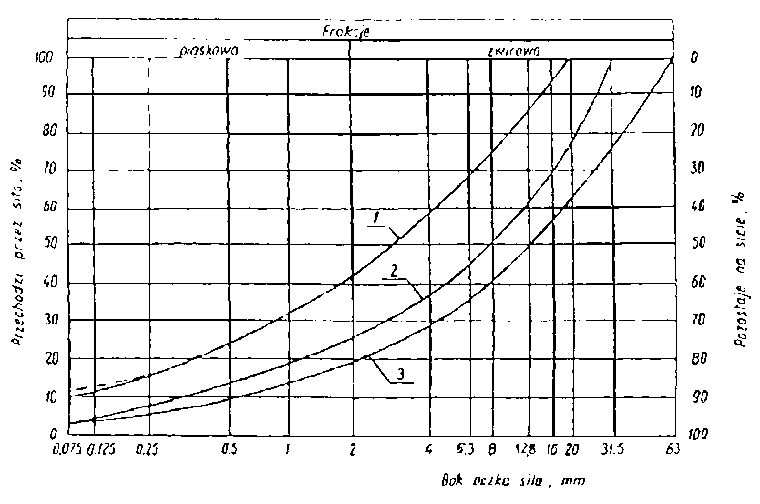 Frakcje
piaskowa żwirowa
100 0
90 10
80 20
70 30
60 40
50 50
40 60
30 70
20 80
10 90
0 100
1
2
3
0.075 0.125 0.25 0.5 1 2 4 6.3 8 12.8 16 20 31.5 63
Bok oczka sita, mm
Przechodzi przez sito, %
Pozostaje na sicie, %